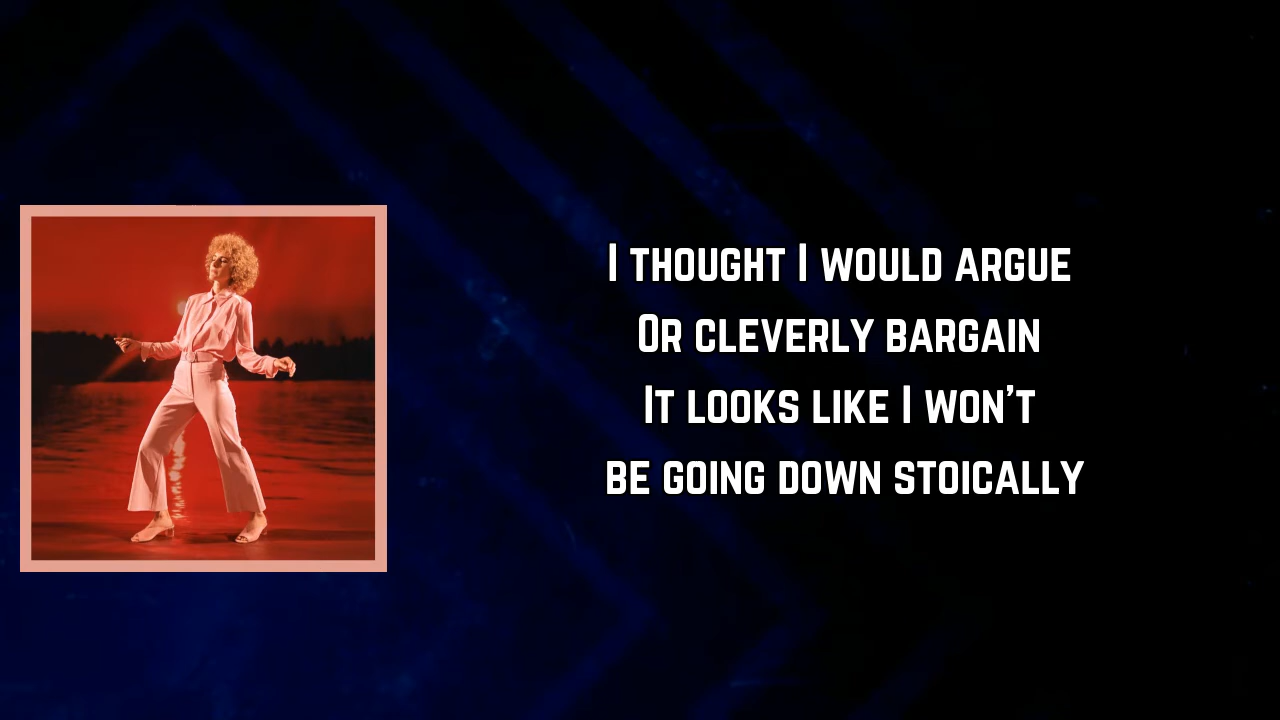 I THOUGHT I WOULD ARGUE
OR CLEVERLY BARGAIN
IT LOOKS LIKE I WON'T
BE GOING DOWN STOICALLY